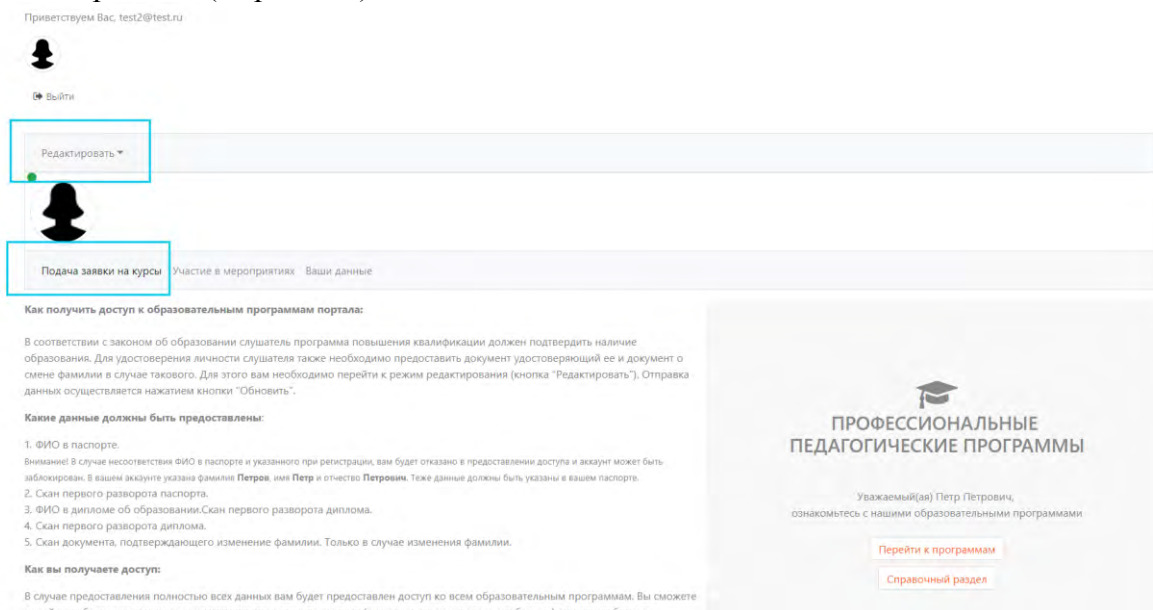 Приветствуем Вас, test2@test.ru
Выйти
Редактировать
Подача заявки на курсы Участие в мероприятиях Ваши данные
Как получить доступ к образовательным программам портала:
В соответствии с законом об образовании слушатель программа повышения квалификации должен подтвердить наличие
образования. Для удостоверения личности слушателя также необходимо предоставить документ удостоверяющий ее и документ о
смене фамилии в случае такового. Для этого вам необходимо перейти к режим редактирования (кнопка "Редактировать"). Отправка
данных осуществляется нажатием кнопки "Обновить".
Какие данные должны быть предоставлены:
1. ФИО в паспорте.
Внимание! В случае несоответствия ФИО в паспорте и указанного при регистрации, вам будет отказано в предоставлении доступа и аккаунт может быть
заблокирован. В вашем аккаунте указана фамилия Петров, имя Петр и отчество Петрович. Теже данные должны быть указаны в вашем паспорте.
2. Скан первого разворота паспорта.
3. ФИО в дипломе об образовании.Скан первого разворота диплома.
4. Скан первого разворота диплома.
5. Скан документа, подтверждающего изменение фамилии. Только в случае изменения фамилии.
Как вы получаете доступ:
В случае предоставления полностью всех данных вам будет предоставлен доступ ко всем образовательным программам. Вы сможете
ПРОФЕССИОНАЛЬНЫЕ
ПЕДАГОГИЧЕСКИЕ ПРОГРАММЫ
Уважаемый(ая) Петр Петрович,
ознакомьтесь с нашими образовательными программами
Перейти к программам
Справочный раздел